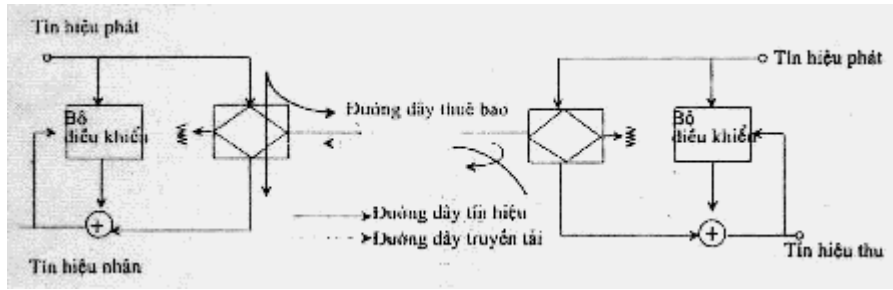 Tín hiệu phát
Tín hiệu phát
Bộ
điều khiển
Đường dây thuê bao
Bộ
điều khiển
Đường dây tín hiệu
Đường dây truyền tải
Tín hiệu nhận
Tín hiệu thu